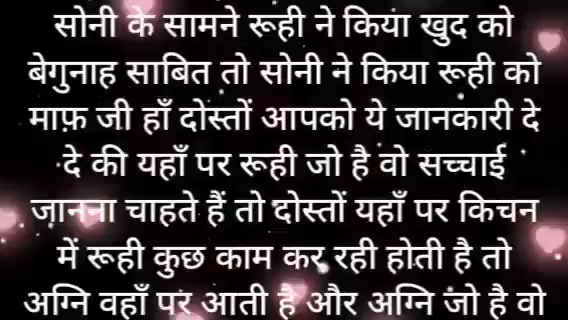 सोनी के सामने रूही ने किया खुद को
बेगुनाह साबित तो सोनी ने किया रूही को
माफ़ जी हाँ दोस्तों आपको ये जानकारी दे
दे की यहाँ पर रूही जो है वो सच्चाई
जानना चाहते हैं तो दोस्तों यहाँ पर किचन
में रूही कुछ काम कर रही होती है तो
अग्नि वहाँ पर आती है और अग्नि जो है वो